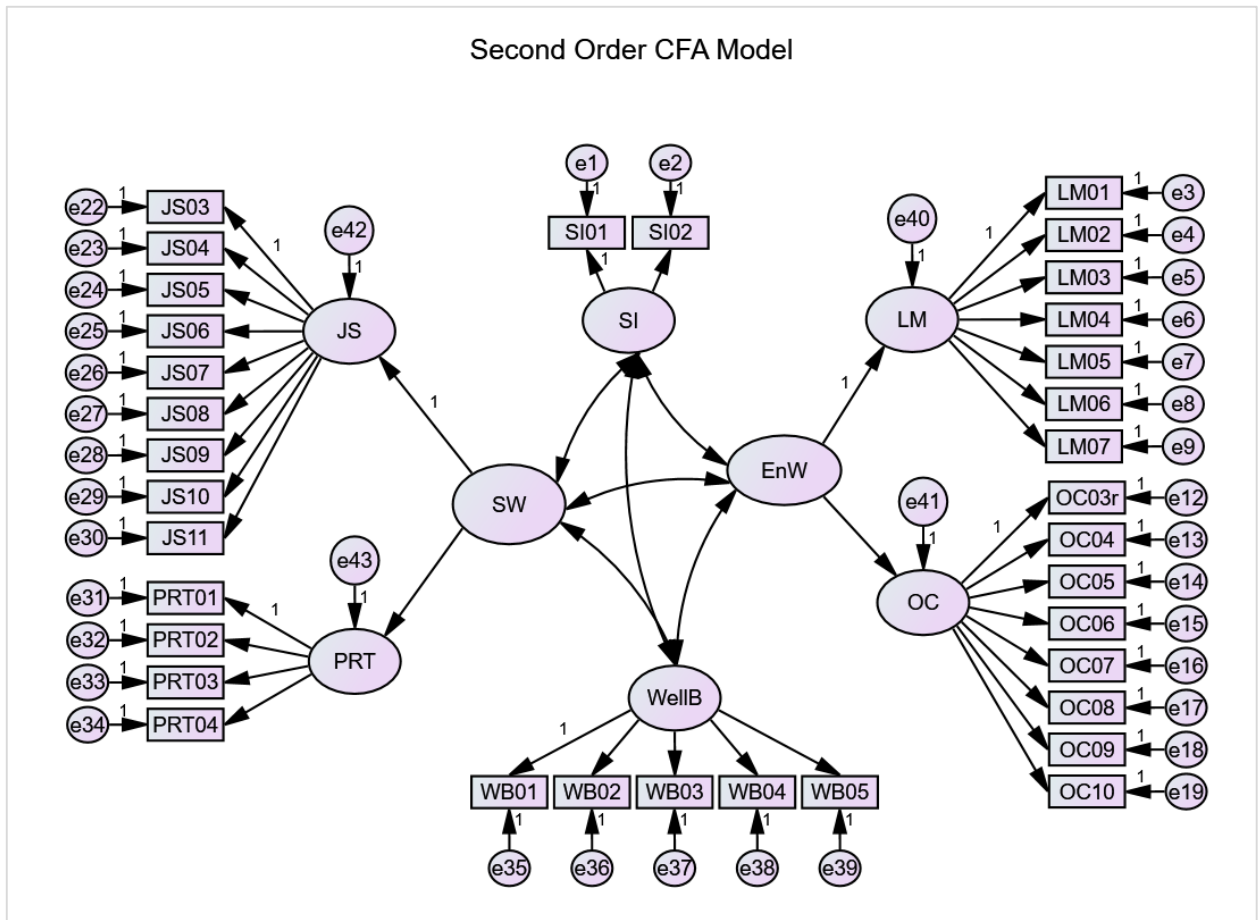 Second Order CFA Model
e1
e2
1
1
SI01
SI02
1
SI
e22
1
JS03
e23
1
JS04
e24
1
JS05
e25
1
JS06
e26
1
JS07
e27
1
JS08
e28
1
JS09
e29
1
JS10
e30
1
JS11
1
e42
1
JS
1
e31
1
PRT01
e32
1
PRT02
e33
1
PRT03
e34
1
PRT04
1
e43
1
PRT
SW
EnW
e40
1
LM
1
1
LM01
1
e3
LM02
1
e4
LM03
1
e5
LM04
1
e6
LM05
1
e7
LM06
1
e8
LM07
1
e9
e41
1
OC
1
OC03r
1
e12
OC04
1
e13
OC05
1
e14
OC06
1
e15
OC07
1
e16
OC08
1
e17
OC09
1
e18
OC10
1
e19
WellB
1
WB01
WB02
WB03
WB04
WB05
1
1
1
1
1
e35
e36
e37
e38
e39